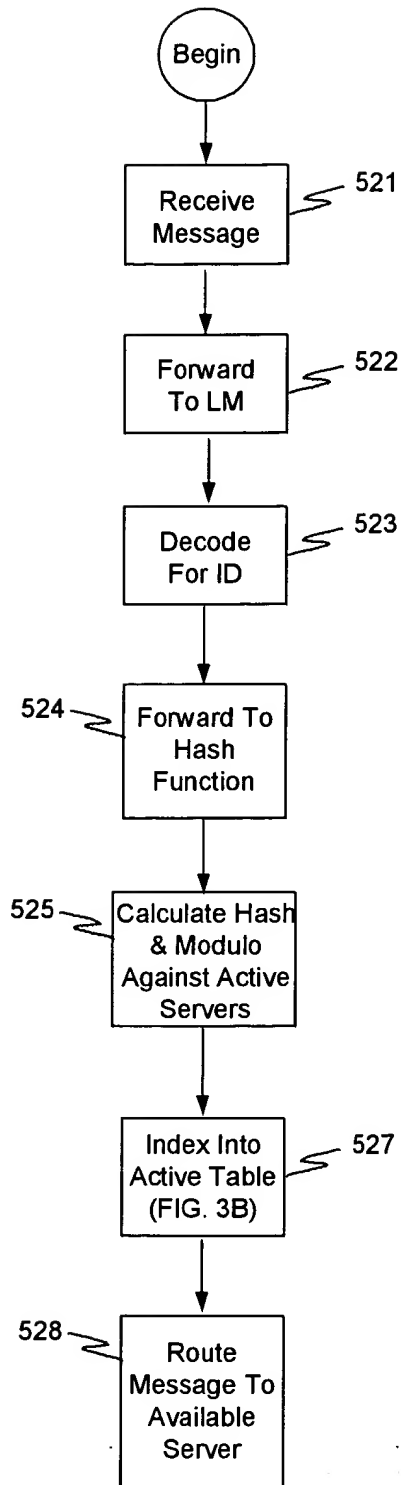 Begin
Receive
Message
521
Forward
To LM
522
Decode
For ID
523
524
Forward To
Hash
Function
525
Calculate Hash
& Modulo
Against Active
Servers
Index Into
Active Table
(FIG. 3B)
527
528
Route
Message To
Available
Server